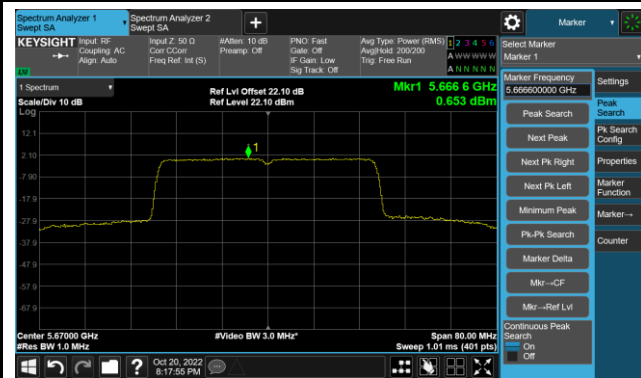 Spectrum Analyzer 1
Swept SA
Spectrum Analyzer 2
Swept SA
+
Marker
KEYSIGHT
Input: RF
Coupling: AC
Align: Auto
Input Z: 50 Ω
Corr CCorr
Freq Ref: Int (S)
#Atten: 10 dB
Preamp: Off
PNO: Fast
Gate: Off
IF Gain: Low
Sig Track: Off
Avg Type: Power (RMS)
Avg|Hold: 200/200
Trig: Free Run
1 2 3 4 5 6
A W W W W W
A N N N N N
LVI
Select Marker
Marker 1
1 Spectrum
Scale/Div 10 dB
Log
Ref Lvl Offset 22.10 dB
Ref Level 22.10 dBm
Mkr1 5.666 6 GHz
0.653 dBm
12.1
2.10
-7.90
-17.9
-27.9
-37.9
-47.9
-57.9
-67.9
1
Center 5.67000 GHz
#Res BW 1.0 MHz
#Video BW 3.0 MHz*
Span 80.00 MHz
Sweep 1.01 ms (401 pts)
Marker Frequency
5.666600000 GHz
Peak Search
Next Peak
Next Pk Right
Next Pk Left
Minimum Peak
Pk-Pk Search
Marker Delta
Mkr→CF
Mkr→Ref Lvl
Continuous Peak
Search
On
Off
Settings
Peak
Search
Pk Search
Config
Properties
Marker
Function
Marker→
Counter
?
Oct 20, 2022
8:17:55 PM